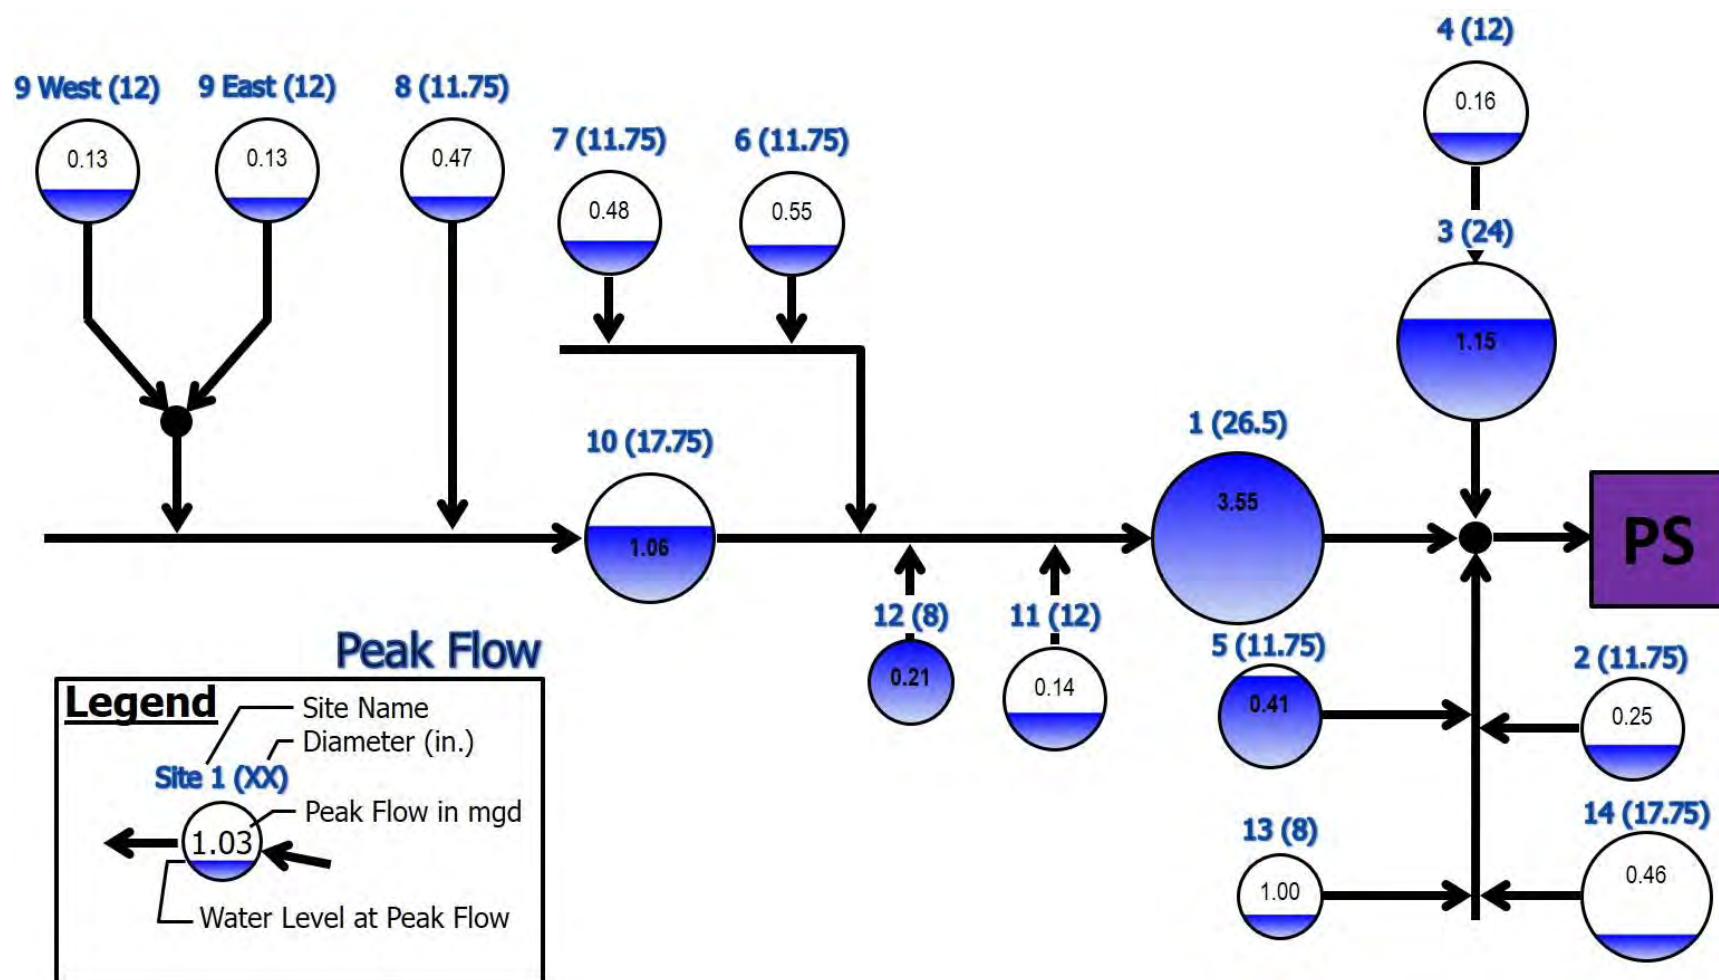 4 (12)
0.16
9 West (12)
9 East (12)
8 (11.75)
0.13
0.13
0.47
7 (11.75)
6 (11.75)
0.48
0.55
3 (24)
1.15
10 (17.75)
1.06
1 (26.5)
3.55
PS
12 (8)
0.21
11 (12)
0.14
5 (11.75)
0.41
2 (11.75)
0.25
13 (8)
1.00
14 (17.75)
0.46
Peak Flow
Legend
Site Name
Diameter (in.)
Site 1 (XX)
Peak Flow in mgd
1.03
Water Level at Peak Flow